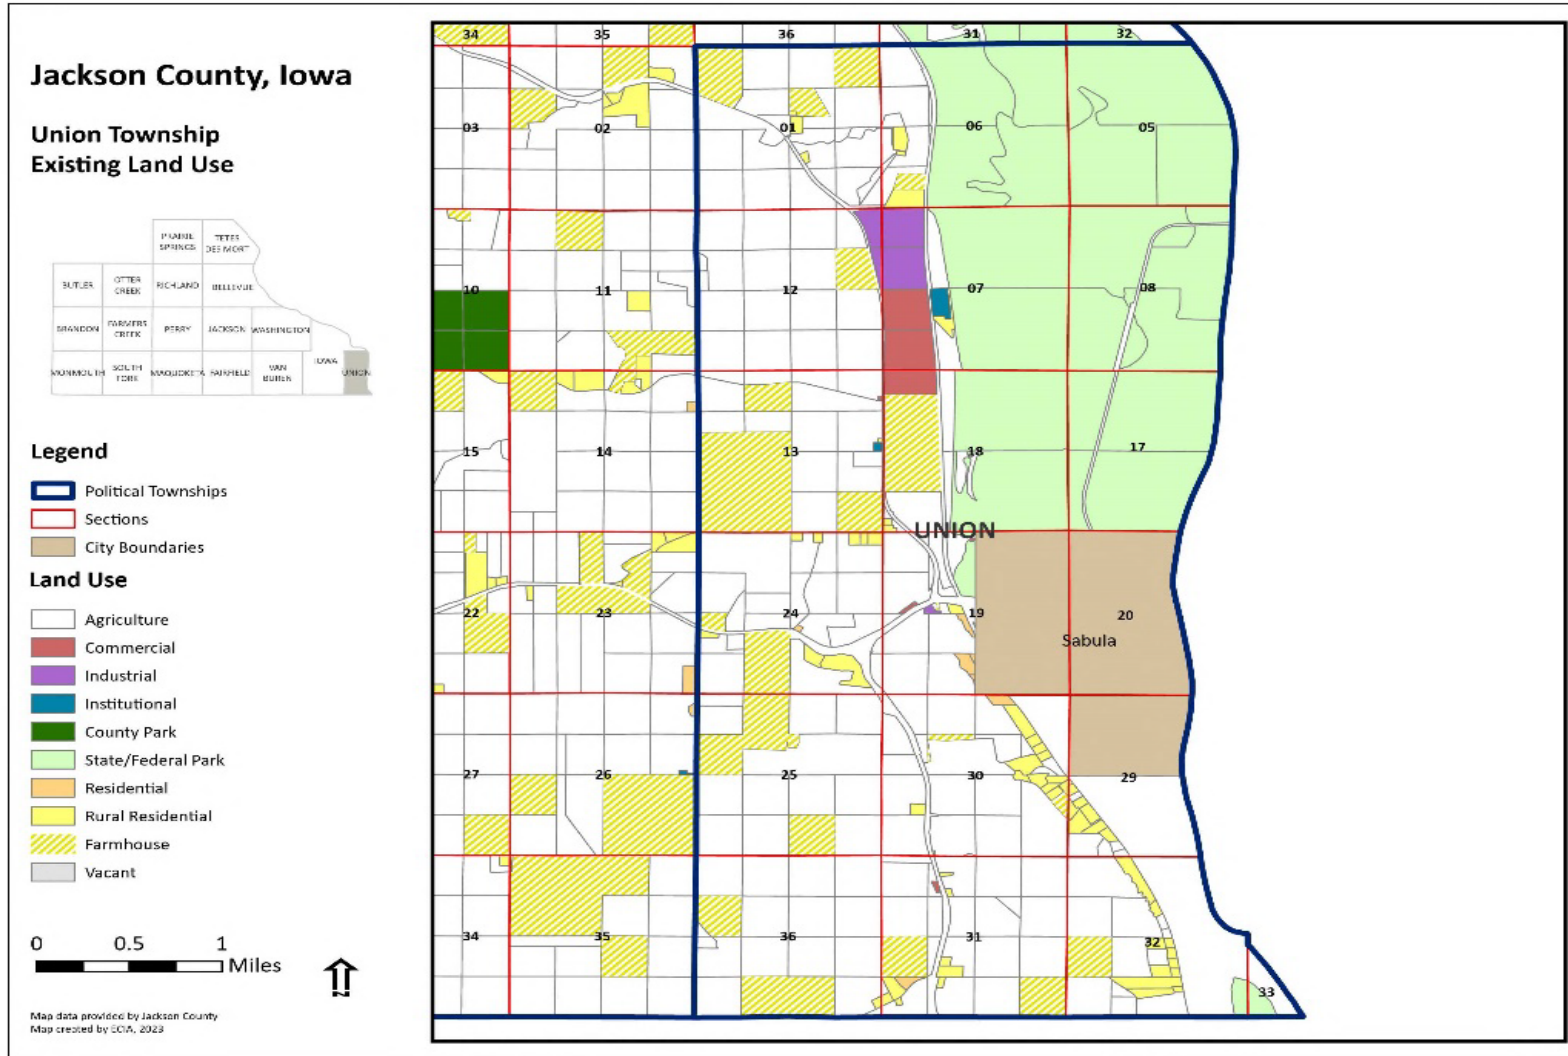 Jackson County, Iowa
Union Township
Existing Land Use
PRAIRIE
SPRINGS
TETES
DES MORT
BUTLER
OTTER
CREEK
RICHLAND
BELLEVUE
BRANDON
FARMERS
CREEK
PERRY
JACKSON
WASHINGTON
MONMOUTH
SOUTH
FORK
MAQUOKETA
FAIRFIELD
VAN
BUREN
IOWA
UNION
Legend
Political Townships
Sections
City Boundaries
Land Use
Agriculture
Commercial
Industrial
Institutional
County Park
State/Federal Park
Residential
Rural Residential
Farmhouse
Vacant
0 0.5 1
Miles
Map data provided by Jackson County
Map created by ECIA, 2023
34 35 36 31 32
03 02 01 06 05
10 11 12 07 08
15 14 13 18 17
UNION
22 23 24 19 20
Sabula
27 26 25 30 29
34 35 36 31 32
33